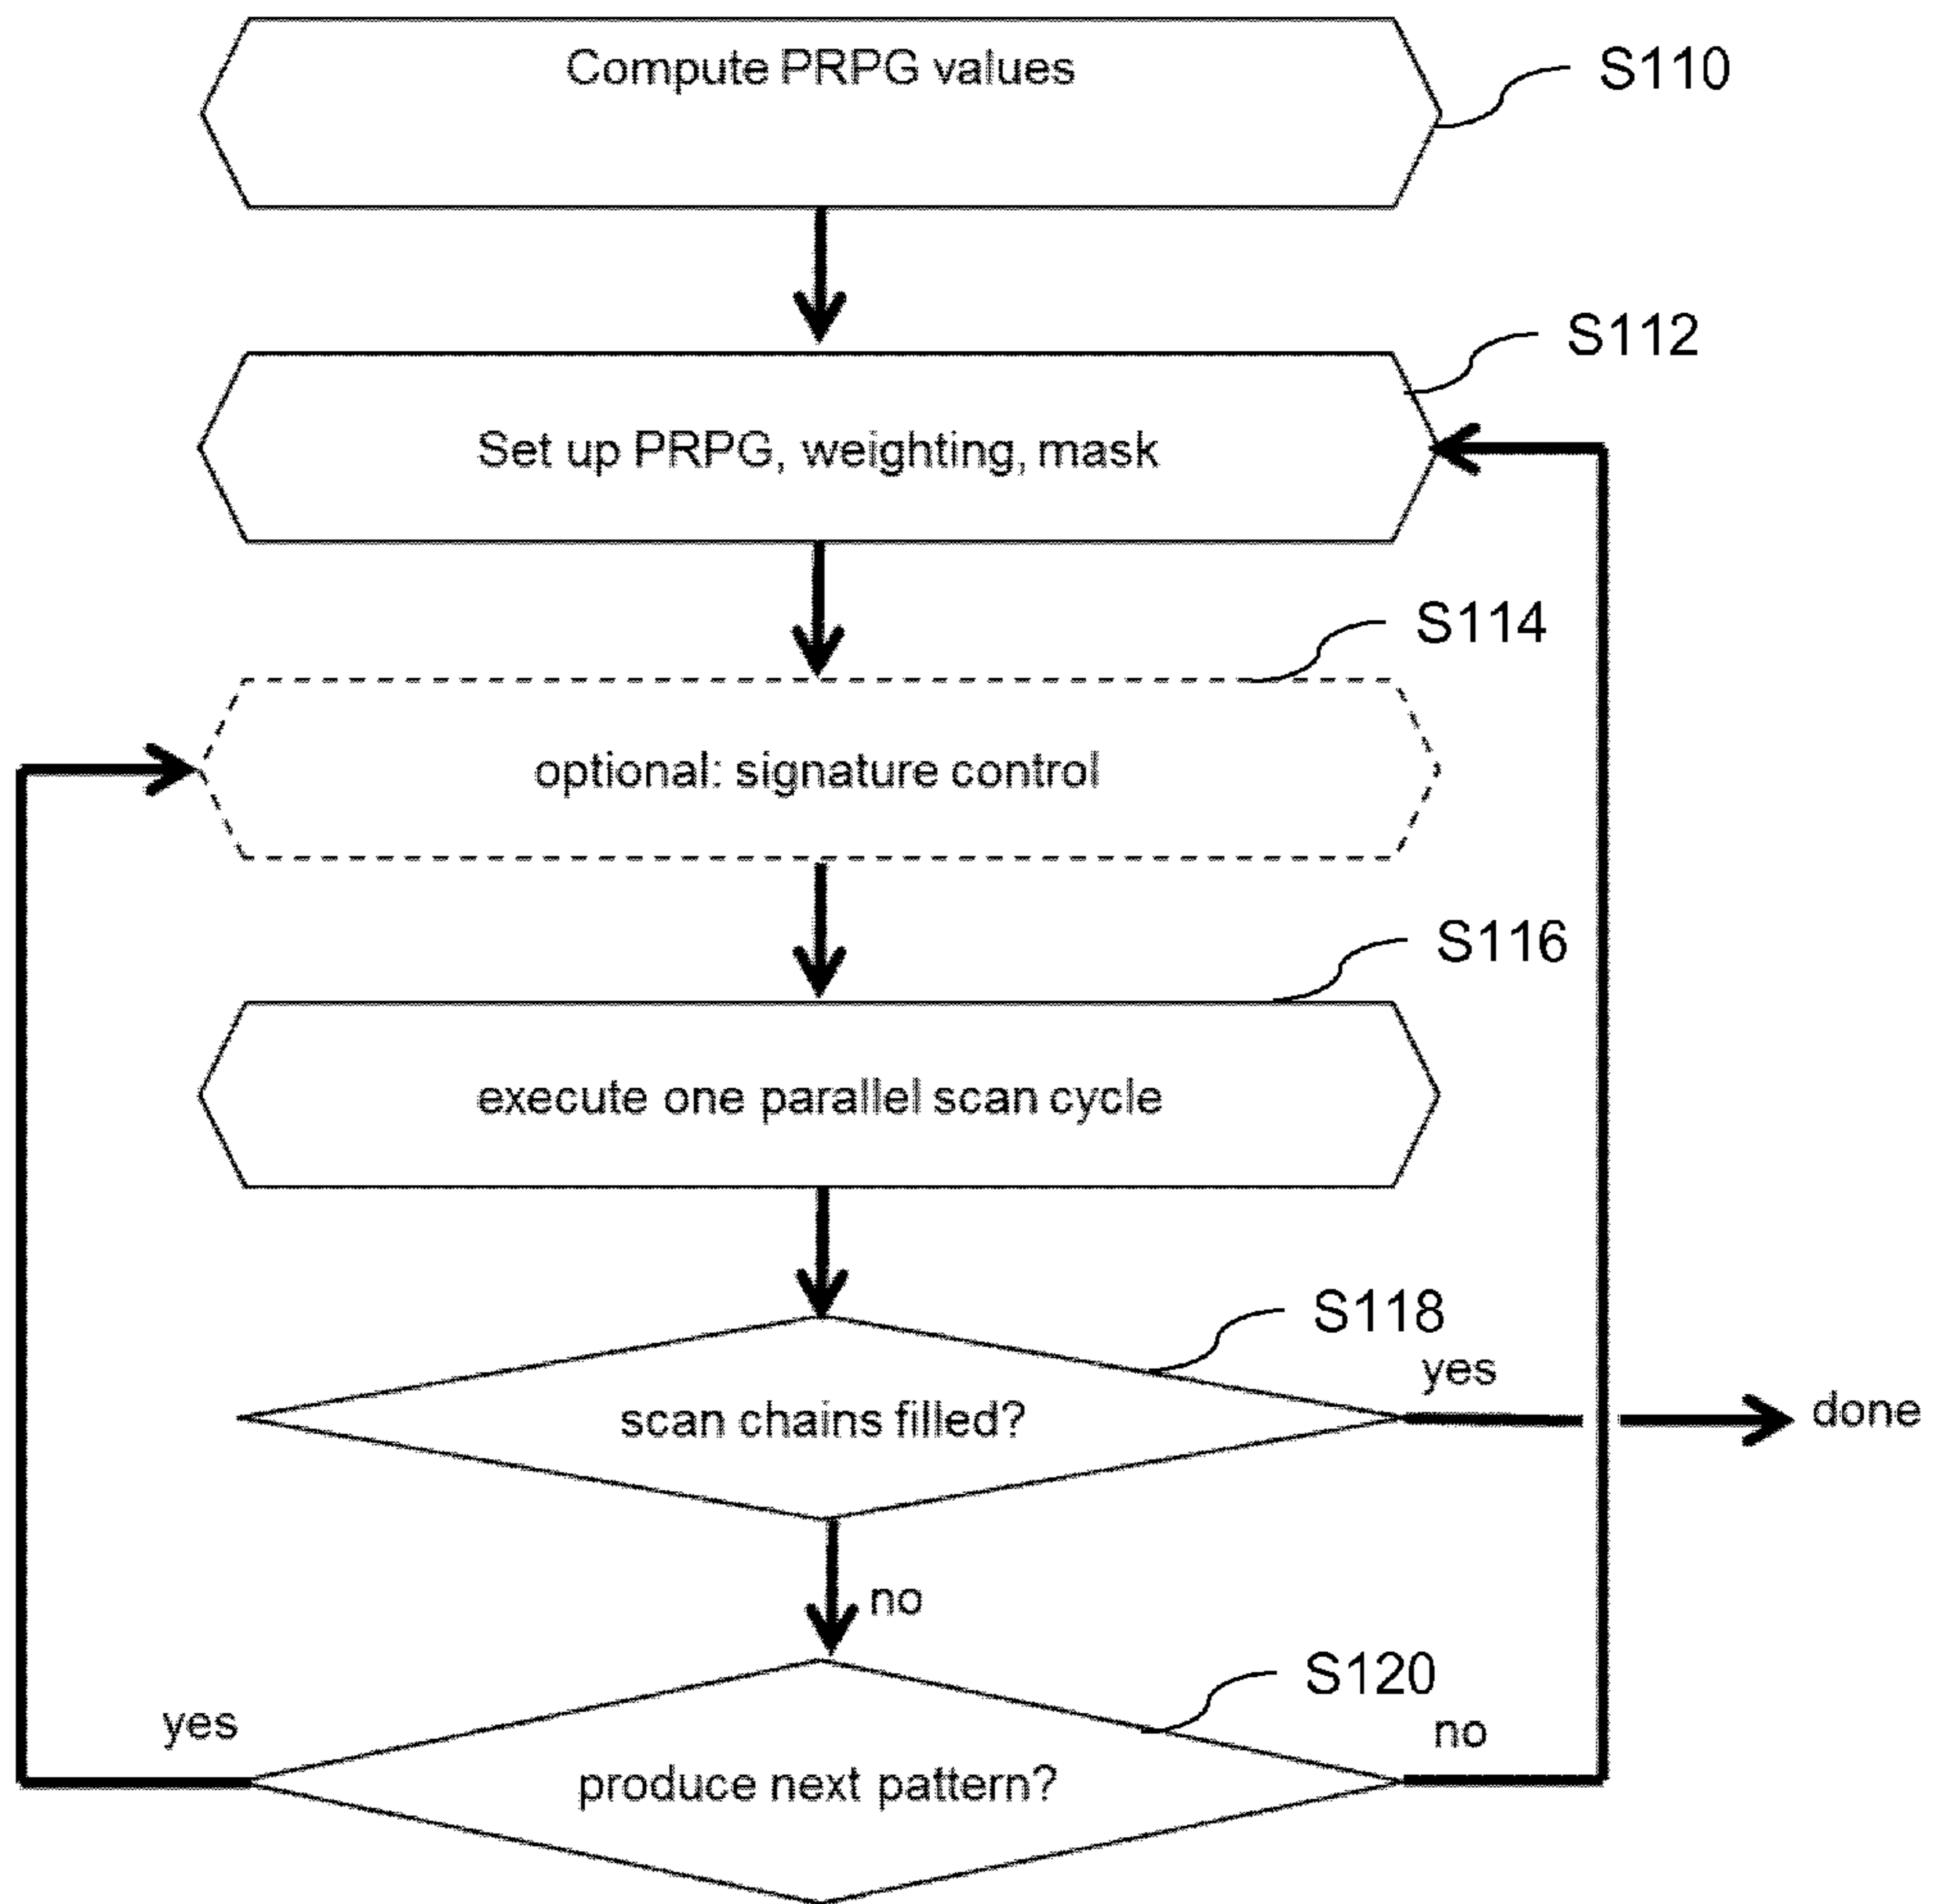 Compute PRPG values
S110
S112
Set up PRPG, weighting, mask
S114
optional: signature control
S116
execute one parallel scan cycle
S118
yes
scan chains filled?
done
no
S120
yes
no
produce next pattern?